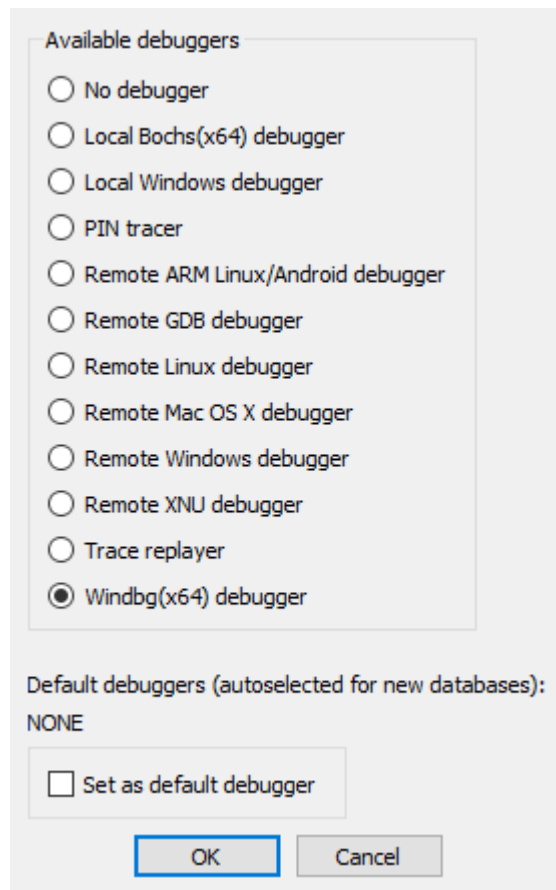 Available debuggers
No debugger
Local Bochs(x64) debugger
Local Windows debugger
PIN tracer
Remote ARM Linux/Android debugger
Remote GDB debugger
Remote Linux debugger
Remote Mac OS X debugger
Remote Windows debugger
Remote XNU debugger
Trace replayer
Windbg(x64) debugger
Default debuggers (autoselected for new databases):
NONE
Set as default debugger
OK Cancel